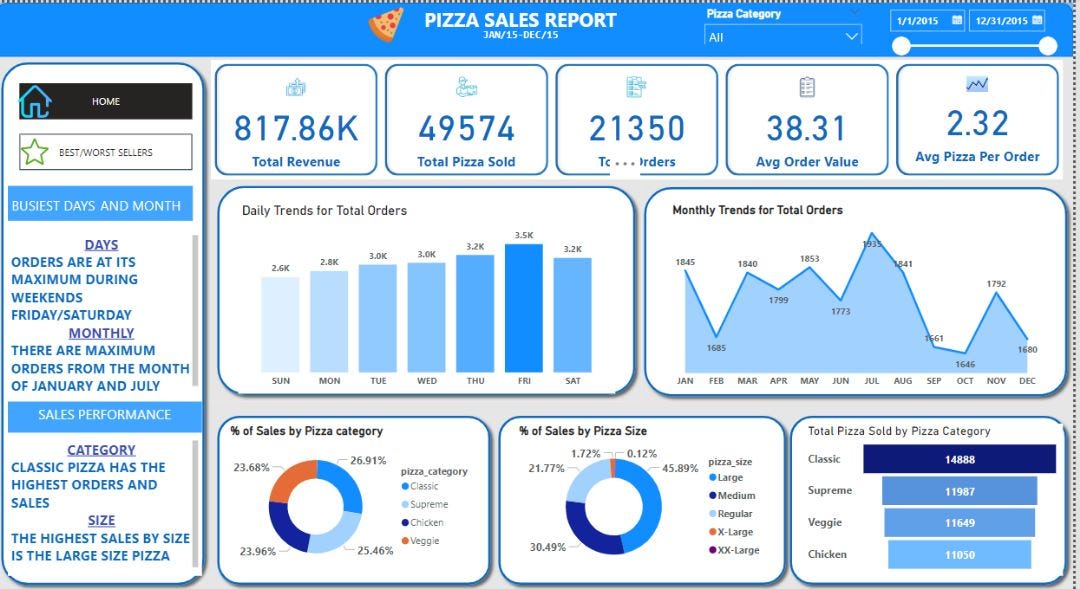 PIZZA SALES REPORT
JAN/15-DEC/15
Pizza Category
All
1/1/2015
12/31/2015
HOME
BEST/WORST SELLERS
BUSIEST DAYS AND MONTH
DAYS
ORDERS ARE AT ITS
MAXIMUM DURING
WEEKENDS
FRIDAY/SATURDAY
MONTHLY
THERE ARE MAXIMUM
ORDERS FROM THE MONTH
OF JANUARY AND JULY
SALES PERFORMANCE
CATEGORY
CLASSIC PIZZA HAS THE
HIGHEST ORDERS AND
SALES
SIZE
THE HIGHEST SALES BY SIZE
IS THE LARGE SIZE PIZZA
817.86K
Total Revenue
49574
Total Pizza Sold
21350
38.31
Avg Order Value
2.32
Avg Pizza Per Order
Daily Trends for Total Orders
2.6K
2.8K
3.0K
3.0K
3.2K
3.5K
3.2K
SUN MON TUE WED THU FRI SAT
Monthly Trends for Total Orders
1845
1685
1840
1799
1853
1773
1935
1841
1661
1646
1792
1680
JAN FEB MAR APR MAY JUN JUL AUG SEP OCT NOV DEC
% of Sales by Pizza category
26.91%
25.46%
23.96%
23.68%
pizza_category
Classic
Supreme
Chicken
Veggie
% of Sales by Pizza Size
1.72%
0.12%
21.77%
45.89%
30.49%
pizza_size
Large
Medium
Regular
X-Large
XX-Large
Total Pizza Sold by Pizza Category
Classic 14888
Supreme 11987
Veggie 11649
Chicken 11050